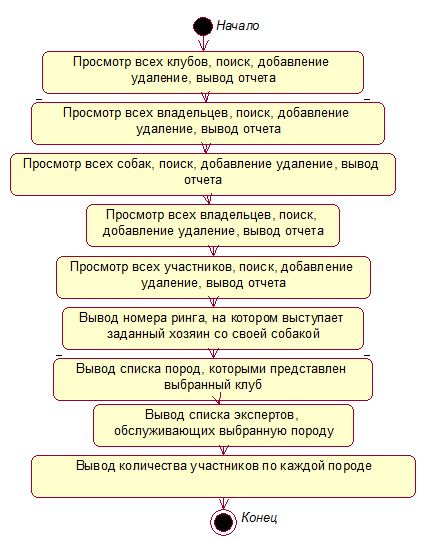 Начало
Просмотр всех клубов, поиск, добавление
удаление, вывод отчета
Просмотр всех владельцев, поиск, добавление
удаление, вывод отчета
Просмотр всех собак, поиск, добавление удаление, вывод
отчета
Просмотр всех владельцев, поиск,
добавление удаление, вывод отчета
Просмотр всех участников, поиск, добавление
удаление, вывод отчета
Вывод номера ринга, на котором выступает
заданный хозяин со своей собакой
Вывод списка пород, которыми представлен
выбранный клуб
Вывод списка экспертов,
обслуживающих выбранную породу
Вывод количества участников по каждой породе
Конец